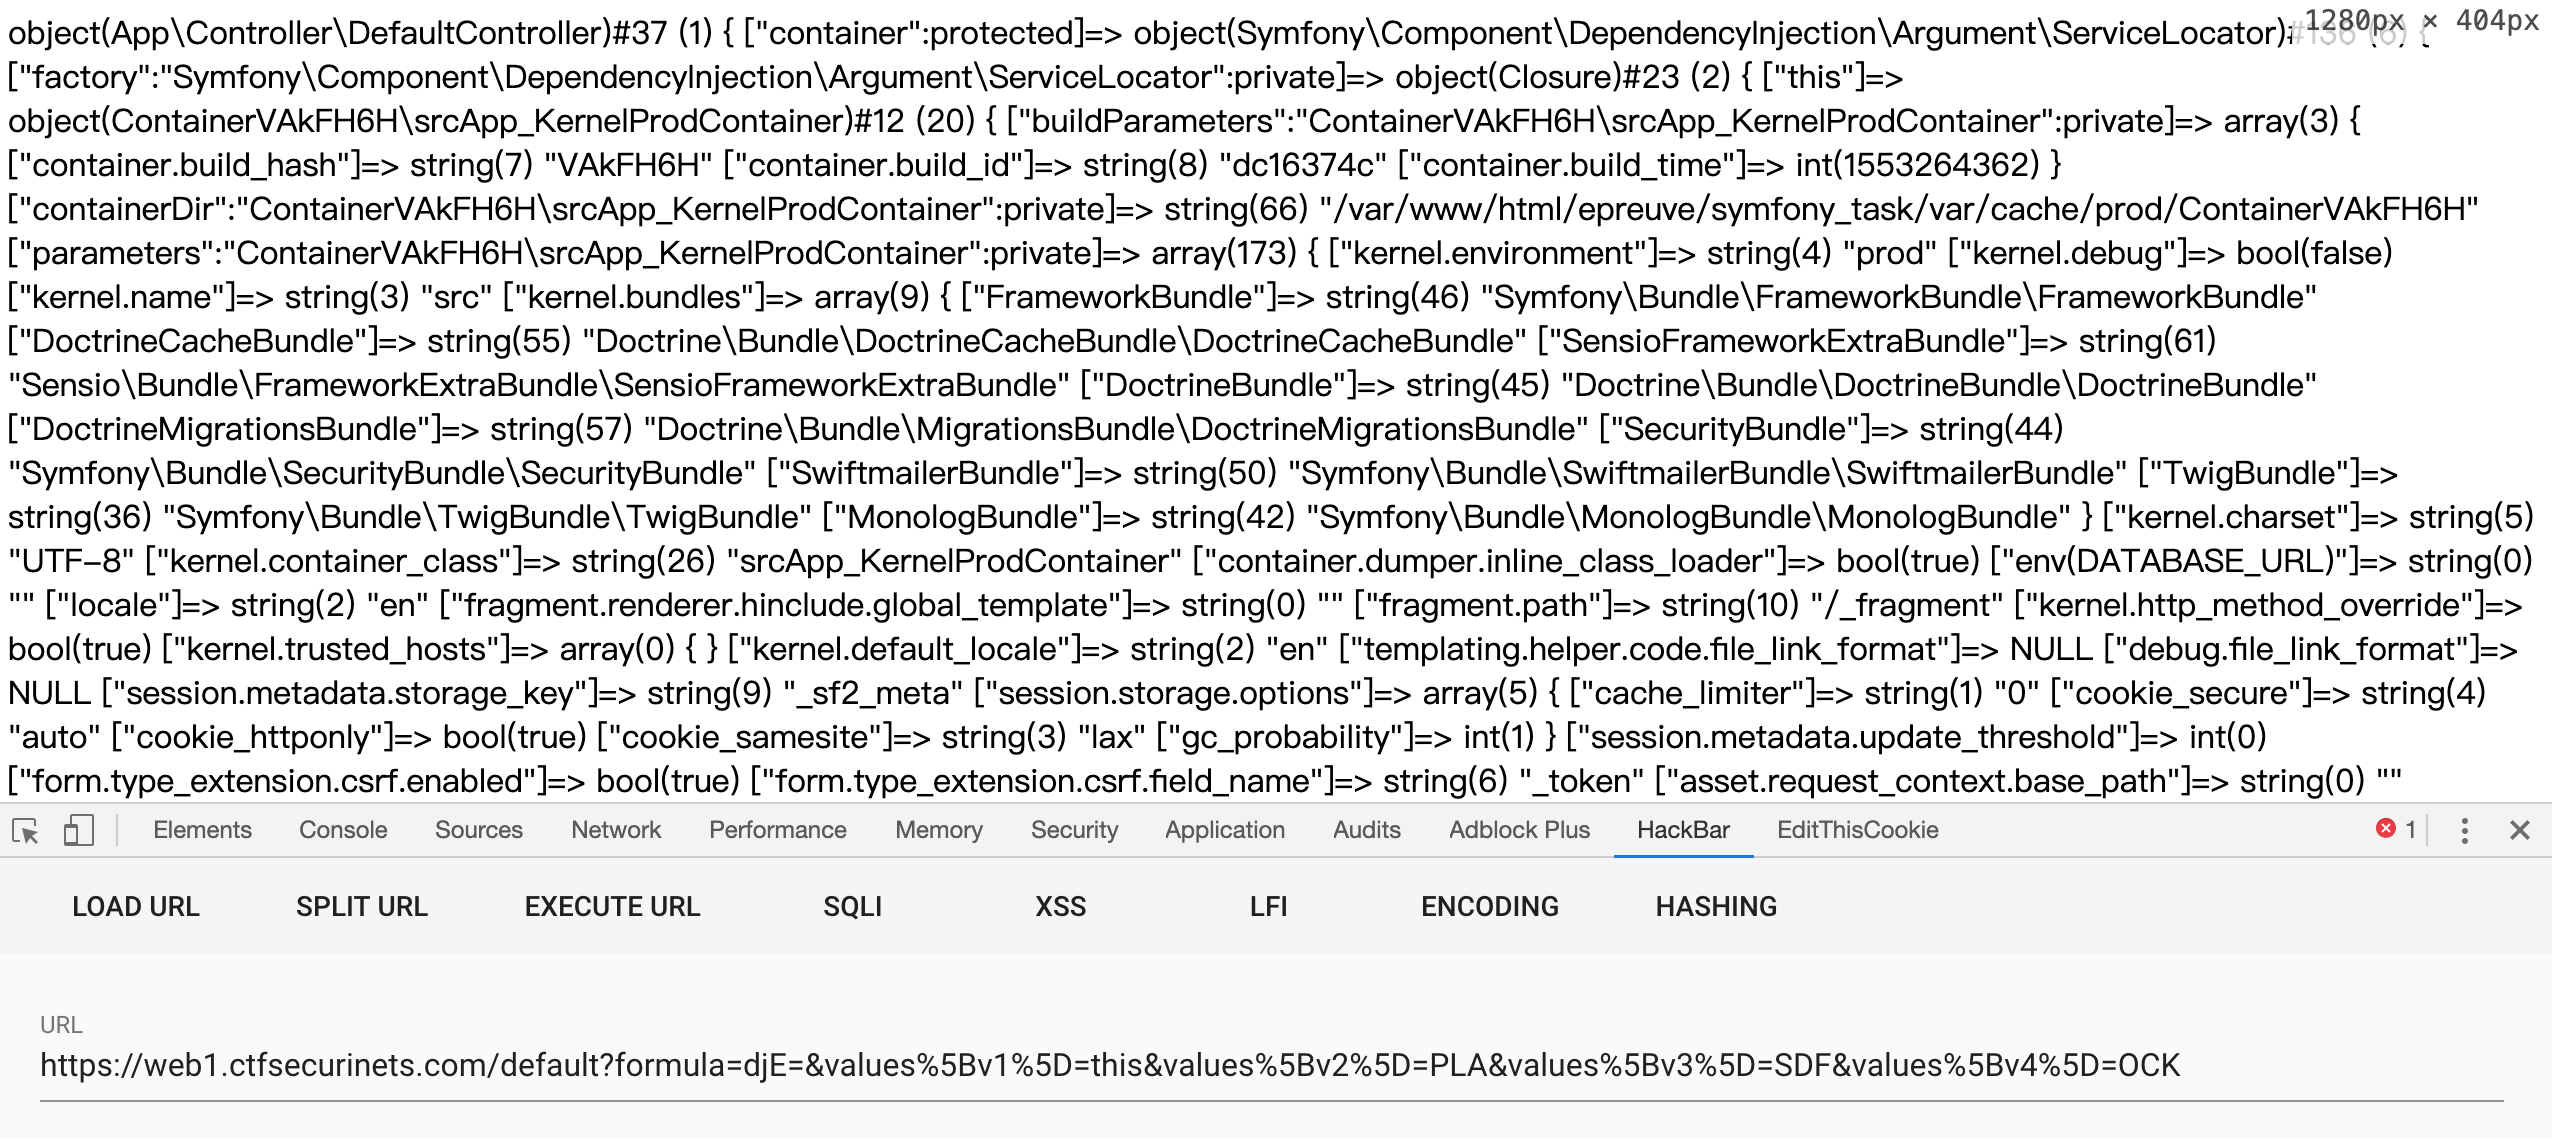 object(App\Controller\DefaultController)#37 (1) { ["container":protected]=> object(Symfony\Component\DependencyInjection\Argument\ServiceLocator)#136 (6) {
1280px × 404px
["factory":"Symfony\Component\DependencyInjection\Argument\ServiceLocator":private]=> object(Closure)#23 (2) { ["this"]=>
object(ContainerVAkFH6H\srcApp_KernelProdContainer)#12 (20) { ["buildParameters":"ContainerVAkFH6H\srcApp_KernelProdContainer":private]=> array(3) {
["container.build_hash"]=> string(7) "VAkFH6H" ["container.build_id"]=> string(8) "dc16374c" ["container.build_time"]=> int(1553264362) }
["containerDir":"ContainerVAkFH6H\srcApp_KernelProdContainer":private]=> string(66) "/var/www/html/epreuve/symfony_task/var/cache/prod/ContainerVAkFH6H"
["parameters":"ContainerVAkFH6H\srcApp_KernelProdContainer":private]=> array(173) { ["kernel.environment"]=> string(4) "prod" ["kernel.debug"]=> bool(false)
["kernel.name"]=> string(3) "src" ["kernel.bundles"]=> array(9) { ["FrameworkBundle"]=> string(46) "Symfony\Bundle\FrameworkBundle\FrameworkBundle"
["DoctrineCacheBundle"]=> string(55) "Doctrine\Bundle\DoctrineCacheBundle\DoctrineCacheBundle" ["SensioFrameworkExtraBundle"]=> string(61)
"Sensio\Bundle\FrameworkExtraBundle\SensioFrameworkExtraBundle" ["DoctrineBundle"]=> string(45) "Doctrine\Bundle\DoctrineBundle\DoctrineBundle"
["DoctrineMigrationsBundle"]=> string(57) "Doctrine\Bundle\MigrationsBundle\DoctrineMigrationsBundle" ["SecurityBundle"]=> string(44)
"Symfony\Bundle\SecurityBundle\SecurityBundle" ["SwiftmailerBundle"]=> string(50) "Symfony\Bundle\SwiftmailerBundle\SwiftmailerBundle" ["TwigBundle"]=>
string(36) "Symfony\Bundle\TwigBundle\TwigBundle" ["MonologBundle"]=> string(42) "Symfony\Bundle\MonologBundle\MonologBundle" } ["kernel.charset"]=> string(5)
"UTF-8" ["kernel.container_class"]=> string(26) "srcApp_KernelProdContainer" ["container.dumper.inline_class_loader"]=> bool(true) ["env(DATABASE_URL)"]=> string(0)
"" ["locale"]=> string(2) "en" ["fragment.renderer.hinclude.global_template"]=> string(0) "" ["fragment.path"]=> string(10) "/_fragment" ["kernel.http_method_override"]=>
bool(true) ["kernel.trusted_hosts"]=> array(0) { } ["kernel.default_locale"]=> string(2) "en" ["templating.helper.code.file_link_format"]=> NULL ["debug.file_link_format"]=>
NULL ["session.metadata.storage_key"]=> string(9) "_sf2_meta" ["session.storage.options"]=> array(5) { ["cache_limiter"]=> string(1) "0" ["cookie_secure"]=> string(4)
"auto" ["cookie_httponly"]=> bool(true) ["cookie_samesite"]=> string(3) "lax" ["gc_probability"]=> int(1) } ["session.metadata.update_threshold"]=> int(0)
["form.type_extension.csrf.enabled"]=> bool(true) ["form.type_extension.csrf.field_name"]=> string(6) "_token" ["asset.request_context.base_path"]=> string(0) ""
Elements Console Sources Network Performance Memory Security Application Audits Adblock Plus HackBar EditThisCookie 1
LOAD URL SPLIT URL EXECUTE URL SQLI XSS LFI ENCODING HASHING
URL
https://web1.ctfsecurinets.com/default?formula=djE=&values%5Bv1%5D=this&values%5Bv2%5D=PLA&values%5Bv3%5D=SDF&values%5Bv4%5D=OCK